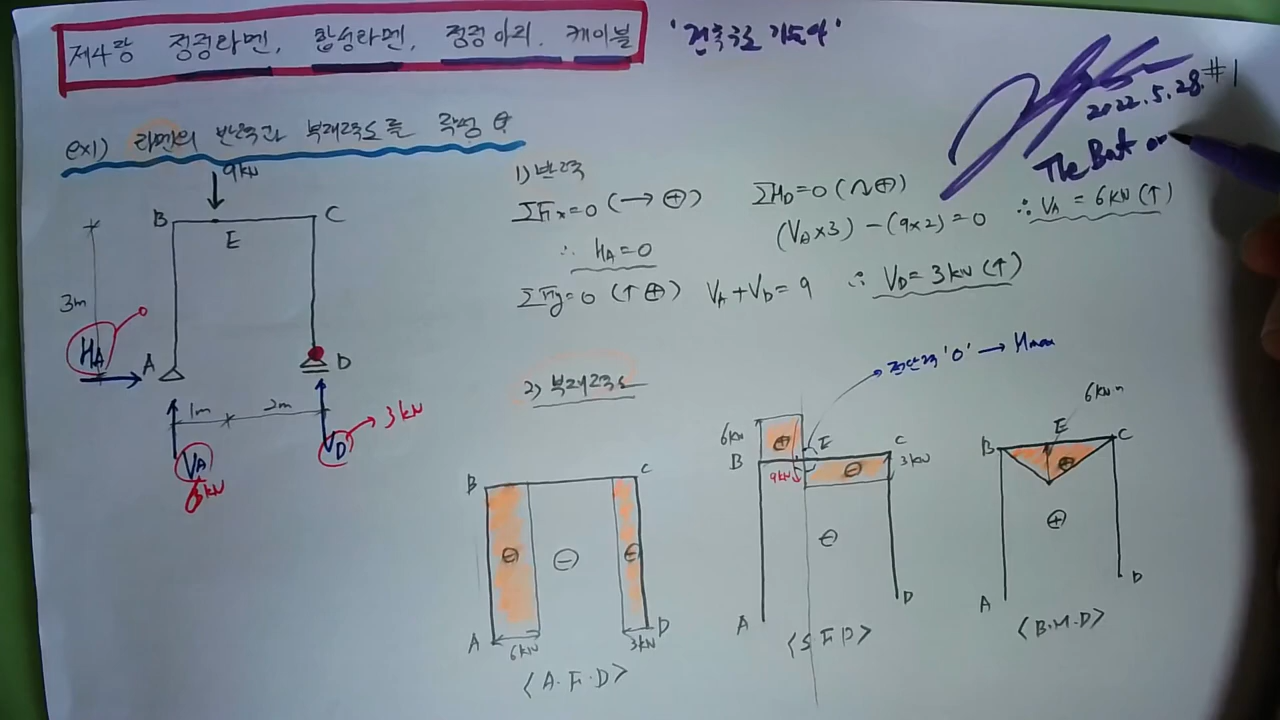 제4장 정정라멘, 합성라멘, 정정아치, 케이블
'건축구조 기술사'
#1
2022.5.28.
The Best on
ex1) 라멘의 반력과 부재력도를 작성
9kN
B
C
E
3m
HA
0
A
D
1m
2m
3kN
VA
VD
6kN
1) 반력
ΣFx=0 (→ ⊕)
∴ HA=0
ΣFy=0 (↑ ⊕) VA+VD=9 ∴ VD=3kN(↑)
ΣMD=0 (⊕)
(VA×3)-(9×2)=0 ∴ VA=6kN(↑)
2) 부재력도
B
C
⊖
⊖
⊖
A
D
6kN
3kN
<A.F.D>
전단력 '0' → Mmax
6kN
⊕
E
C
B
9kN
⊖
3kN
⊖
A
D
<S.F.D>
6kN·m
B
E
C
⊕
⊕
A
D
<B.M.D>